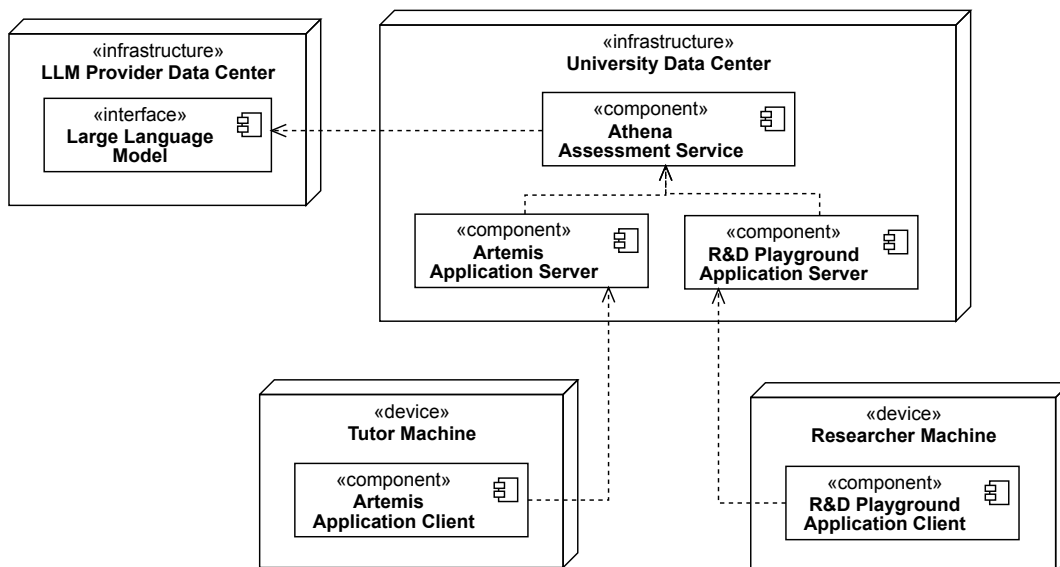 «infrastructure»
LLM Provider Data Center
«interface»
Large Language
Model
«infrastructure»
University Data Center
«component»
Athena
Assessment Service
«component»
Artemis
Application Server
«component»
R&D Playground
Application Server
«device»
Tutor Machine
«component»
Artemis
Application Client
«device»
Researcher Machine
«component»
R&D Playground
Application Client